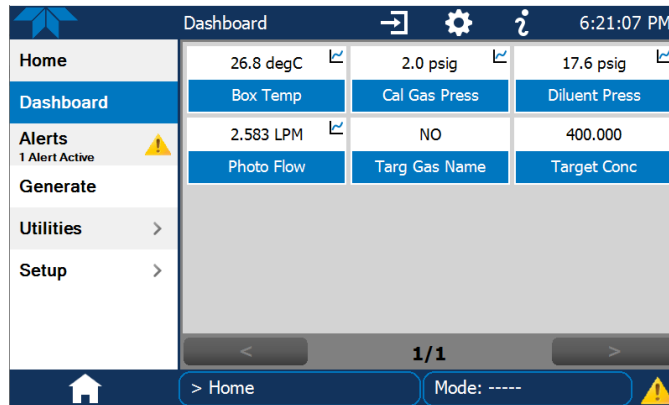 Dashboard
6:21:07 PM
Home
Dashboard
Alerts
1 Alert Active
Generate
Utilities
Setup
26.8 degC
Box Temp
2.0 psig
Cal Gas Press
17.6 psig
Diluent Press
2.583 LPM
Photo Flow
NO
Targ Gas Name
400.000
Target Conc
<
1/1
>
> Home
Mode: -----